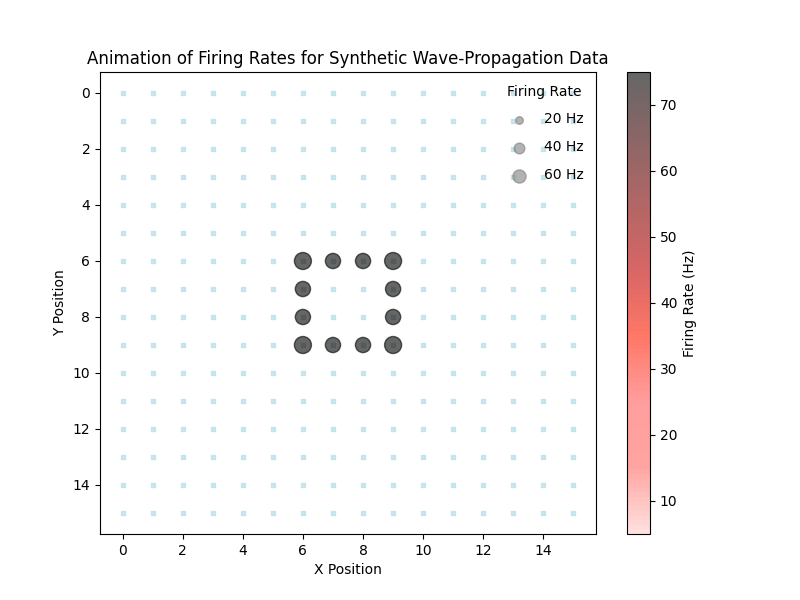 Animation of Firing Rates for Synthetic Wave-Propagation Data
Firing Rate
20 Hz
40 Hz
60 Hz
0
2
4
6
8
10
12
14
Y Position
0
2
4
6
8
10
12
14
X Position
70
60
50
40
30
20
10
Firing Rate (Hz)